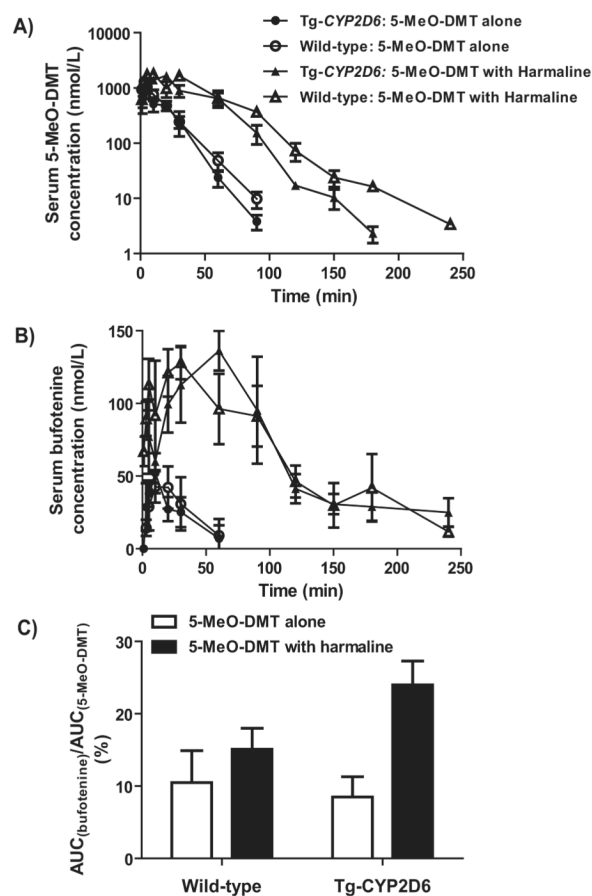 A)
Tg-CYP2D6: 5-MeO-DMT alone
Wild-type: 5-MeO-DMT alone
Tg-CYP2D6: 5-MeO-DMT with Harmaline
Wild-type: 5-MeO-DMT with Harmaline
Serum 5-MeO-DMT
concentration (nmol/L)
10000
1000
100
10
1
0 50 100 150 200 250
Time (min)
B)
Serum bufotenine
concentration (nmol/L)
150
100
50
0
0 50 100 150 200 250
Time (min)
C)
5-MeO-DMT alone
5-MeO-DMT with harmaline
AUC(bufotenine)/AUC(5-MeO-DMT)
(%)
30
20
10
0
Wild-type Tg-CYP2D6